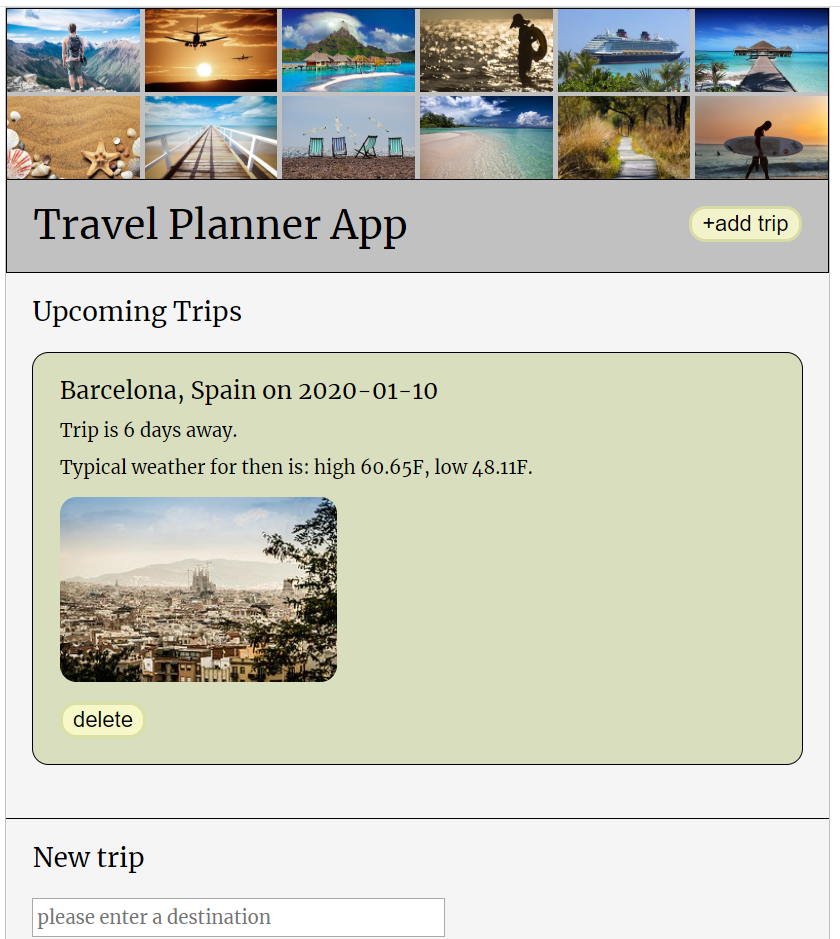 Travel Planner App
+add trip
Upcoming Trips
Barcelona, Spain on 2020-01-10
Trip is 6 days away.
Typical weather for then is: high 60.65F, low 48.11F.
delete
New trip
please enter a destination